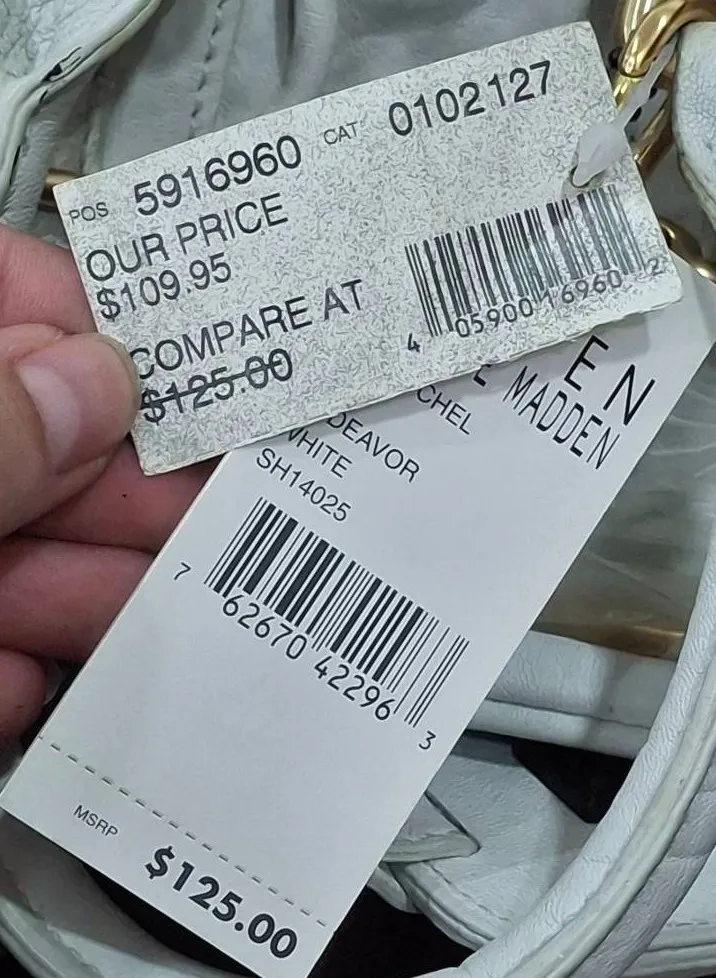 POS 5916960 CAT 0102127
OUR PRICE
$109.95
COMPARE AT
$125.00
4 05900 16960 2
EN
E MADDEN
CHEL
DEAVOR
WHITE
SH14025
7 62670 42296 3
MSRP $125.00